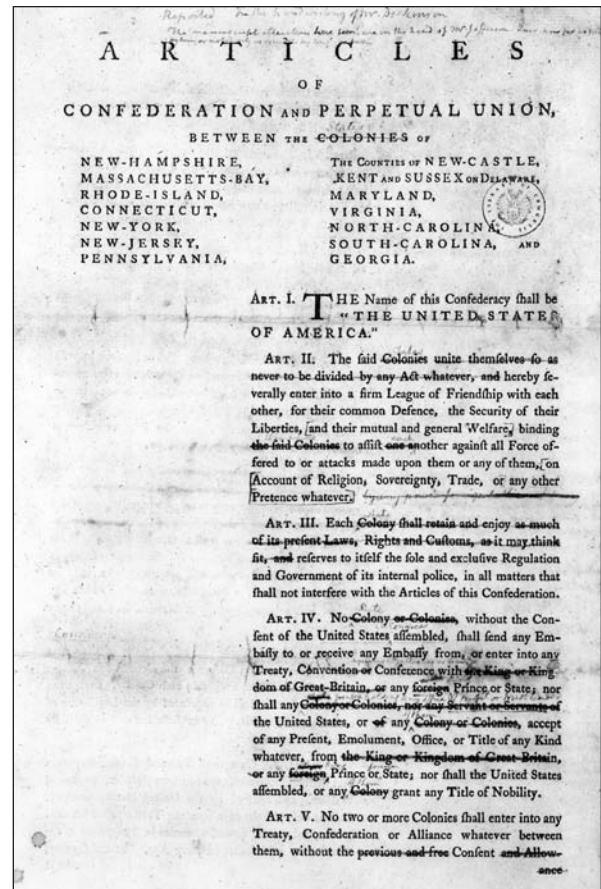 Reported
A R T I C L E S
OF
CONFEDERATION AND PERPETUAL UNION,
BETWEEN THE COLONIES OF
NEW-HAMPSHIRE,
MASSACHUSETTS-BAY,
RHODE-ISLAND,
CONNECTICUT,
NEW-YORK,
NEW-JERSEY,
PENNSYLVANIA,
THE COUNTIES OF NEW-CASTLE,
KENT AND SUSSEX ON DELAWARE,
MARYLAND,
VIRGINIA,
NORTH-CAROLINA,
SOUTH-CAROLINA, AND
GEORGIA.
ART. I. THE Name of this Confederacy ſhall be
"THE UNITED STATES
OF AMERICA."
ART. II. The ſaid Colonies unite themſelves ſo as
never to be divided by any Act whatever, and hereby ſe-
verally enter into a firm League of Friendſhip with each
other, for their common Defence, the Security of their
Liberties, [and their mutual and general Welfare,] binding
the ſaid Colonies to aſſiſt one another againſt all Force of-
fered to or attacks made upon them or any of them, [on
Account of Religion, Sovereignty, Trade, or any other
Pretence whatever.]
ART. III. Each Colony ſhall retain and enjoy as much
of its preſent Laws, Rights and Cuſtoms, as it may think
fit, and reſerves to itſelf the ſole and excluſive Regulation
and Government of its internal police, in all matters that
ſhall not interfere with the Articles of this Confederation.
ART. IV. No Colony or Colonies, without the Con-
ſent of the United States aſſembled, ſhall ſend any Em-
baſſy to or receive any Embaſſy from, or enter into any
Treaty, Convention or Conference with the King or King-
dom of Great-Britain, or any foreign Prince or State; nor
ſhall any Colony or Colonies, nor any Servant or Servants of
the United States, or of any Colony or Colonies, accept
of any Preſent, Emolument, Office, or Title of any Kind
whatever, from the King or Kingdom of Great Britain,
or any foreign Prince or State; nor ſhall the United States
aſſembled, or any Colony grant any Title of Nobility.
ART. V. No two or more Colonies ſhall enter into any
Treaty, Confederation or Alliance whatever between
them, without the previous and free Conſent and Allow-
ance